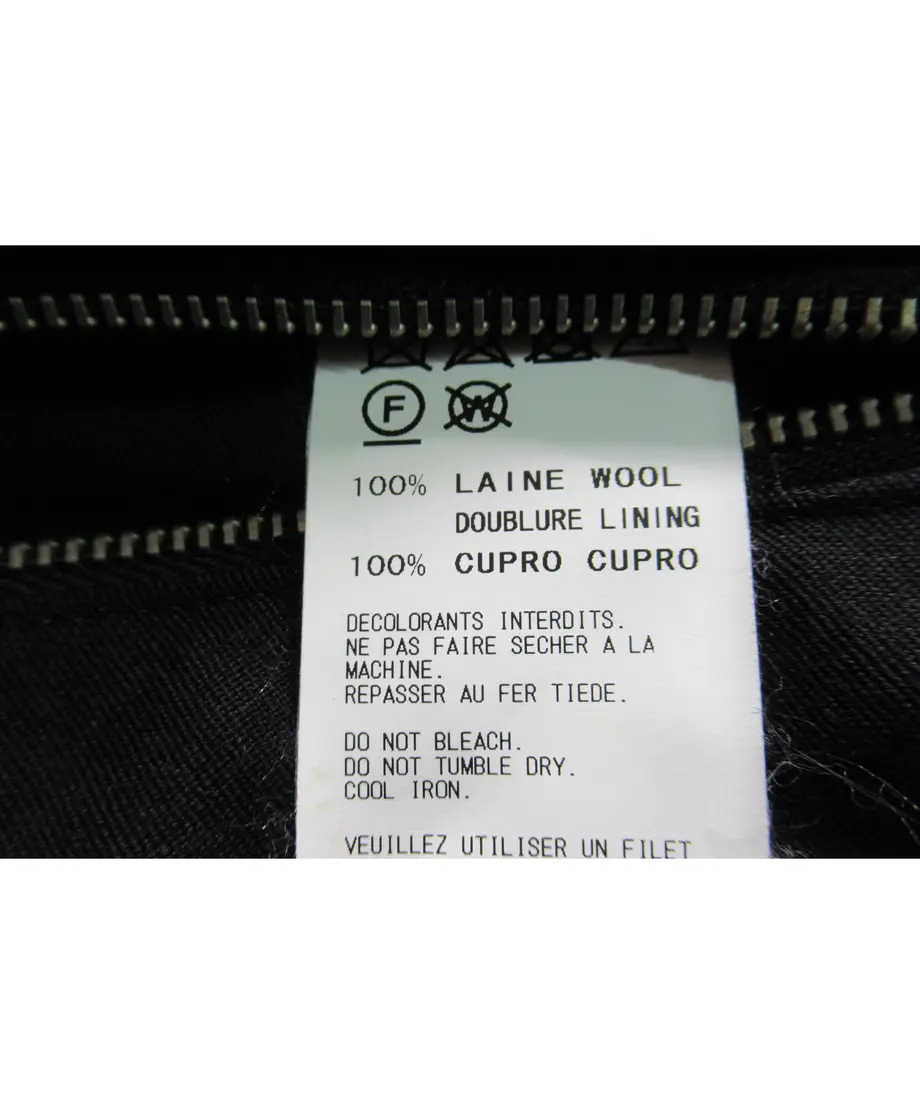 F W
100% LAINE WOOL
DOUBLURE LINING
100% CUPRO CUPRO
DECOLORANTS INTERDITS.
NE PAS FAIRE SECHER A LA
MACHINE.
REPASSER AU FER TIEDE.
DO NOT BLEACH.
DO NOT TUMBLE DRY.
COOL IRON.
VEUILLEZ UTILISER UN FILET